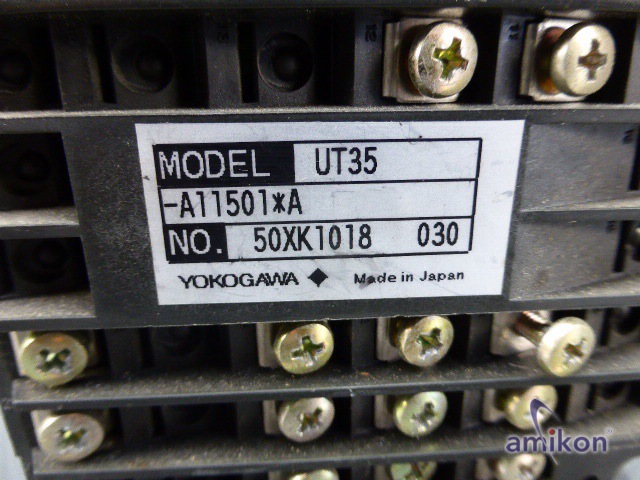 MODEL UT35
-A11501*A
NO. 50XK1018 030
YOKOGAWA ◆ Made in Japan
amikon